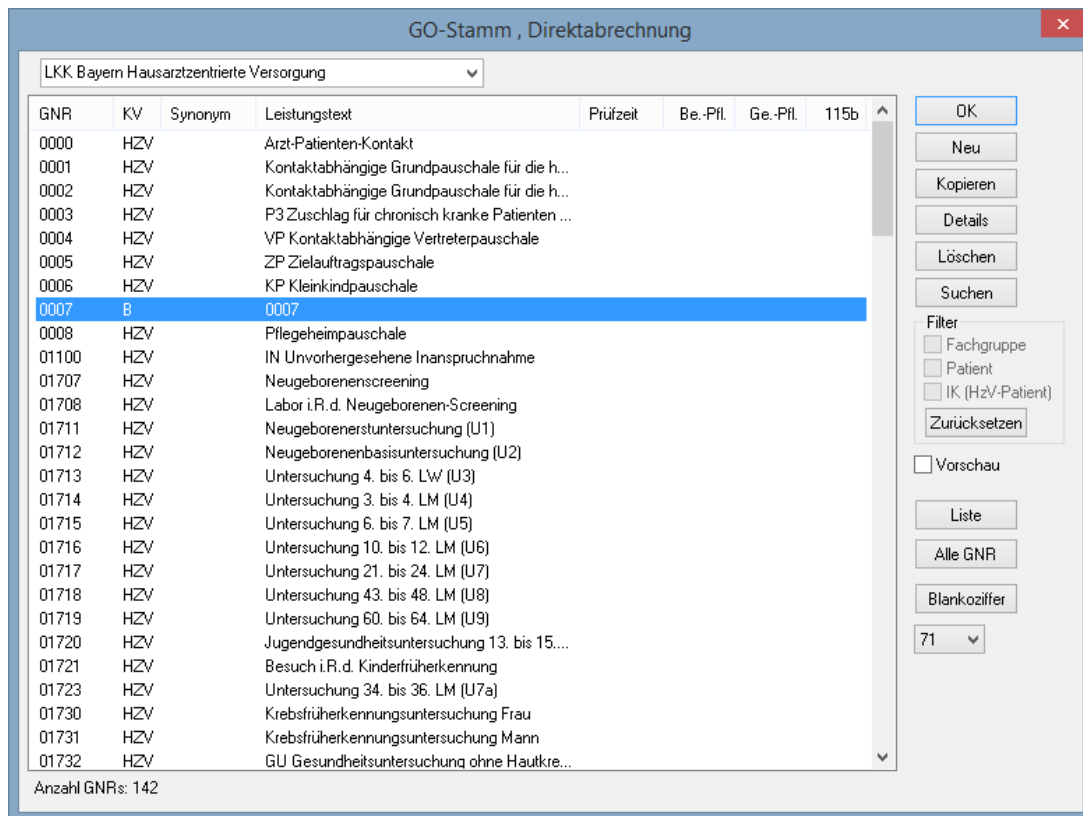 GO-Stamm , Direktabrechnung
LKK Bayern Hausarztzentrierte Versorgung
GNR KV Synonym Leistungstext Prüfzeit Be.-Pfl. Ge.-Pfl. 115b
0000 HZV Arzt-Patienten-Kontakt
0001 HZV Kontaktabhängige Grundpauschale für die h...
0002 HZV Kontaktabhängige Grundpauschale für die h...
0003 HZV P3 Zuschlag für chronisch kranke Patienten ...
0004 HZV VP Kontaktabhängige Vertreterpauschale
0005 HZV ZP Zielauftragspauschale
0006 HZV KP Kleinkindpauschale
0007 B 0007
0008 HZV Pflegeheimpauschale
01100 HZV IN Unvorhergesehene Inanspruchnahme
01707 HZV Neugeborenenscreening
01708 HZV Labor i.R.d. Neugeborenen-Screening
01711 HZV Neugeborenerstuntersuchung (U1)
01712 HZV Neugeborenenbasisuntersuchung (U2)
01713 HZV Untersuchung 4. bis 6. LW (U3)
01714 HZV Untersuchung 3. bis 4. LM (U4)
01715 HZV Untersuchung 6. bis 7. LM (U5)
01716 HZV Untersuchung 10. bis 12. LM (U6)
01717 HZV Untersuchung 21. bis 24. LM (U7)
01718 HZV Untersuchung 43. bis 48. LM (U8)
01719 HZV Untersuchung 60. bis 64. LM (U9)
01720 HZV Jugendgesundheitsuntersuchung 13. bis 15....
01721 HZV Besuch i.R.d. Kinderfrüherkennung
01723 HZV Untersuchung 34. bis 36. LM (U7a)
01730 HZV Krebsfrüherkennungsuntersuchung Frau
01731 HZV Krebsfrüherkennungsuntersuchung Mann
01732 HZV GU Gesundheitsuntersuchung ohne Hautkre...
Anzahl GNRs: 142
OK
Neu
Kopieren
Details
Löschen
Suchen
Filter
Fachgruppe
Patient
IK (HzV-Patient)
Zurücksetzen
Vorschau
Liste
Alle GNR
Blankoziffer
71